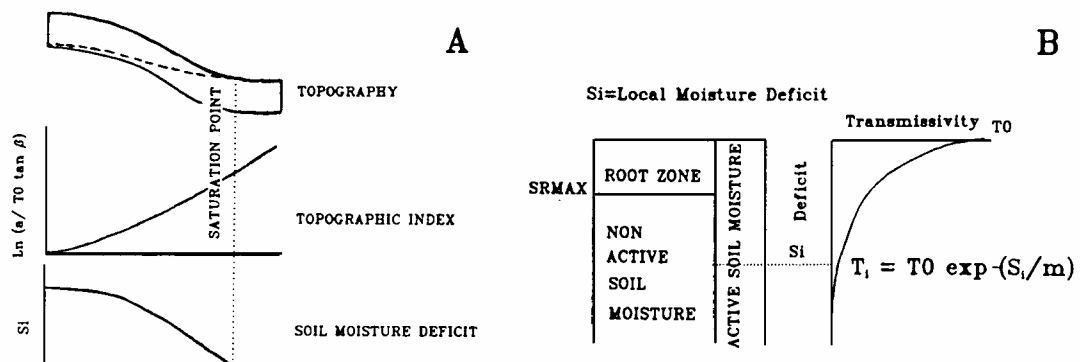 A
TOPOGRAPHY
SATURATION POINT
Ln (a/ T0 tan β)
TOPOGRAPHIC INDEX
Si
SOIL MOISTURE DEFICIT
B
Si=Local Moisture Deficit
Transmissivity T0
SRMAX
ROOT ZONE
NON
ACTIVE
SOIL
MOISTURE
ACTIVE SOIL MOISTURE
Deficit
Si
Ti = T0 exp-(Si/m)